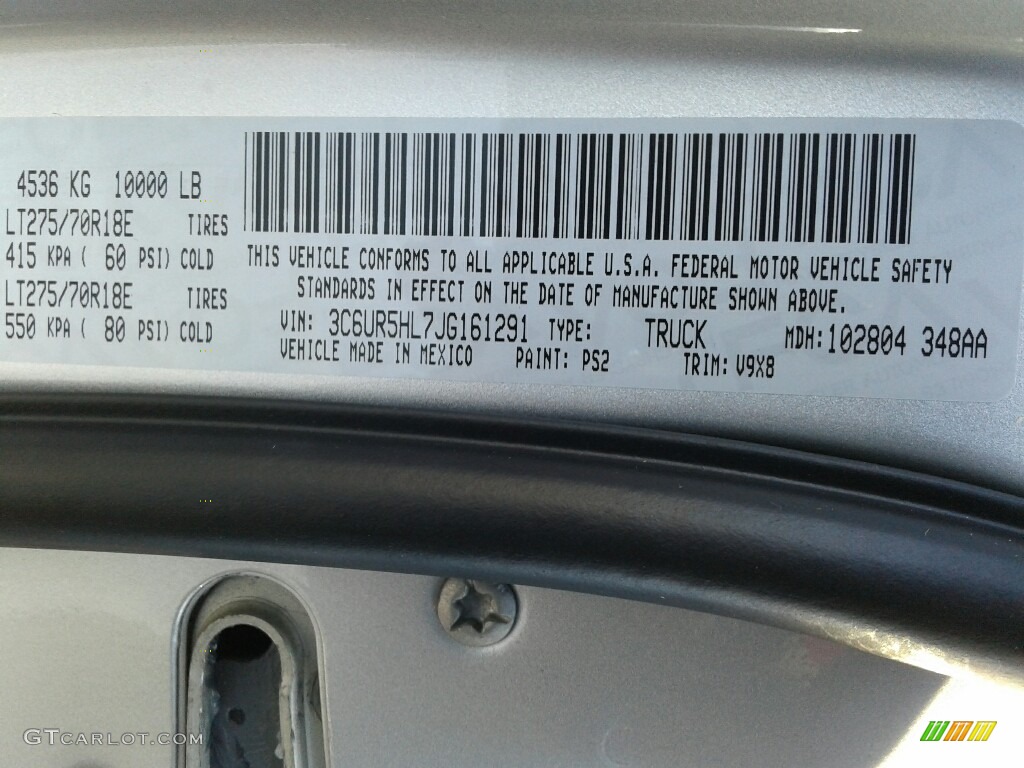 4536 KG 10000 LB
LT275/70R18E TIRES
415 KPA ( 60 PSI) COLD
LT275/70R18E TIRES
550 KPA ( 80 PSI) COLD
THIS VEHICLE CONFORMS TO ALL APPLICABLE U.S.A. FEDERAL MOTOR VEHICLE SAFETY
STANDARDS IN EFFECT ON THE DATE OF MANUFACTURE SHOWN ABOVE.
VIN: 3C6UR5HL7JG161291 TYPE: TRUCK MDH:102804 348AA
VEHICLE MADE IN MEXICO PAINT: PS2 TRIM: V9X8
GTCARLOT.COM